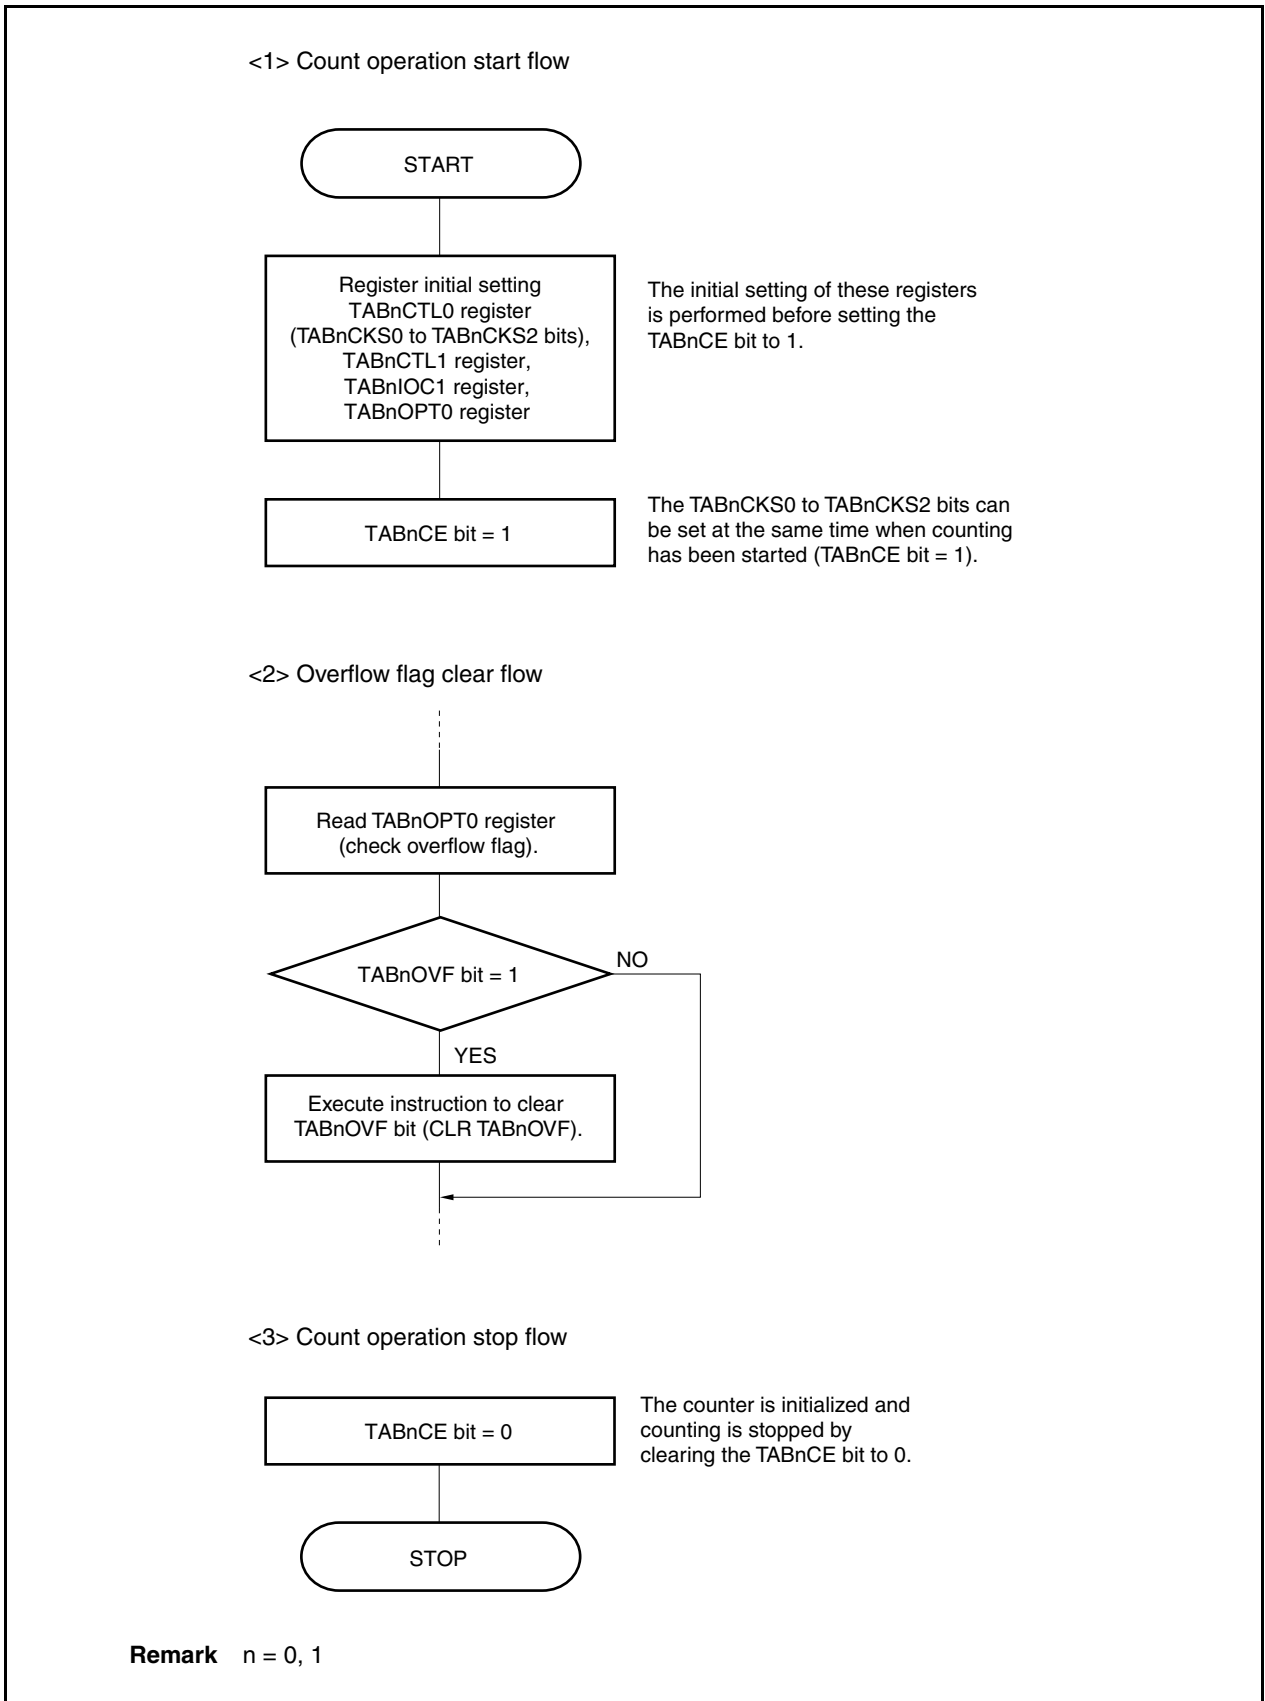 <1> Count operation start flow
START
Register initial setting
TABnCTL0 register
(TABnCKS0 to TABnCKS2 bits),
TABnCTL1 register,
TABnIOC1 register,
TABnOPT0 register
The initial setting of these registers
is performed before setting the
TABnCE bit to 1.
TABnCE bit = 1
The TABnCKS0 to TABnCKS2 bits can
be set at the same time when counting
has been started (TABnCE bit = 1).
<2> Overflow flag clear flow
Read TABnOPT0 register
(check overflow flag).
TABnOVF bit = 1
NO
YES
Execute instruction to clear
TABnOVF bit (CLR TABnOVF).
<3> Count operation stop flow
TABnCE bit = 0
The counter is initialized and
counting is stopped by
clearing the TABnCE bit to 0.
STOP
Remark n = 0, 1